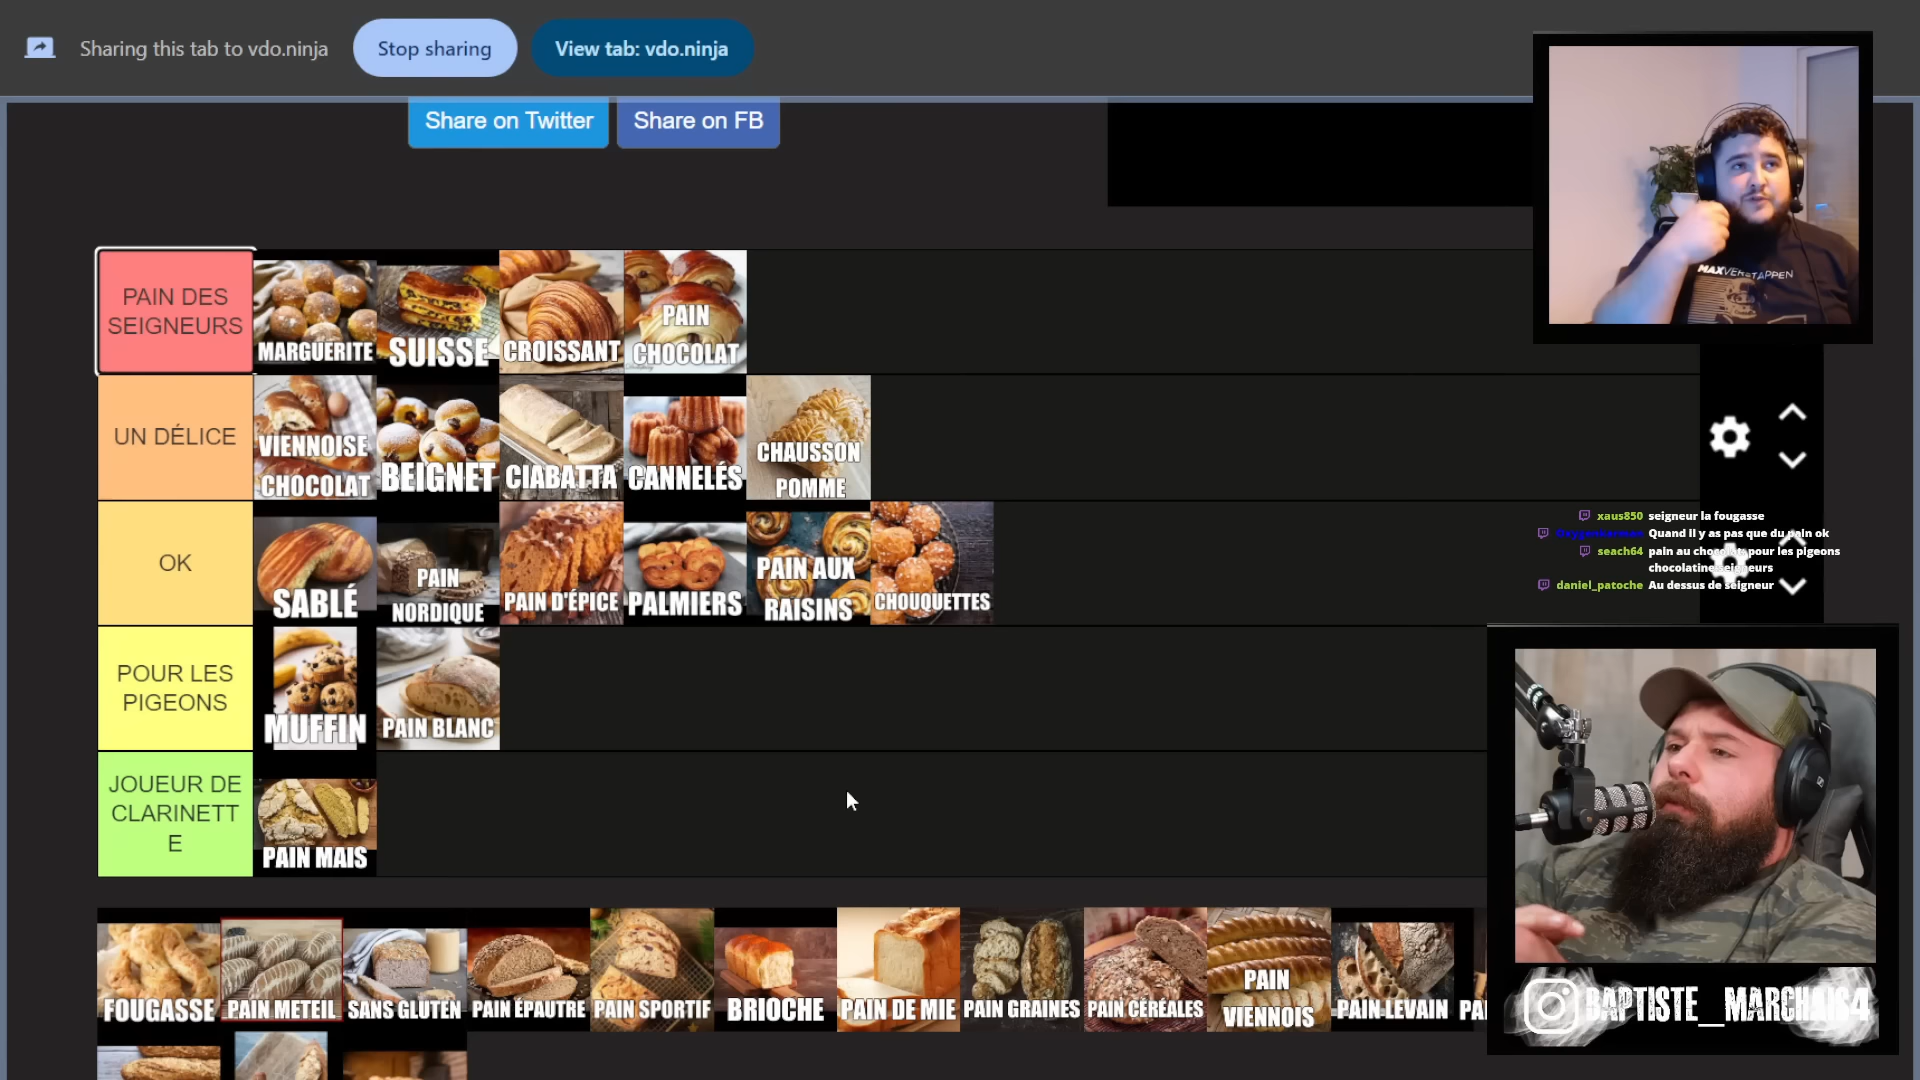 Sharing this tab to vdo.ninja
Stop sharing
View tab: vdo.ninja
Share on Twitter
Share on FB
MAX VERSTAPPEN
PAIN DES
SEIGNEURS
MARGUERITE
SUISSE
CROISSANT
PAIN
CHOCOLAT
UN DÉLICE
VIENNOISE
CHOCOLAT
BEIGNET
CIABATTA
CANNELÉS
CHAUSSON
POMME
OK
SABLÉ
PAIN
NORDIQUE
PAIN D'ÉPICE
PALMIERS
PAIN AUX
RAISINS
CHOUQUETTES
xaus850 seigneur la fougasse
Quand il y as pas que du pain ok
seach64 pain au chocolats pour les pigeons
chocolatine seigneurs
daniel_patoche Au dessus de seigneur
POUR LES
PIGEONS
MUFFIN
PAIN BLANC
JOUEUR DE
CLARINETT
E
PAIN MAIS
FOUGASSE
PAIN METEIL
SANS GLUTEN
PAIN ÉPAUTRE
PAIN SPORTIF
BRIOCHE
PAIN DE MIE
PAIN GRAINES
PAIN CÉRÉALES
PAIN
VIENNOIS
PAIN LEVAIN
BAPTISTE__MARCHAIS4